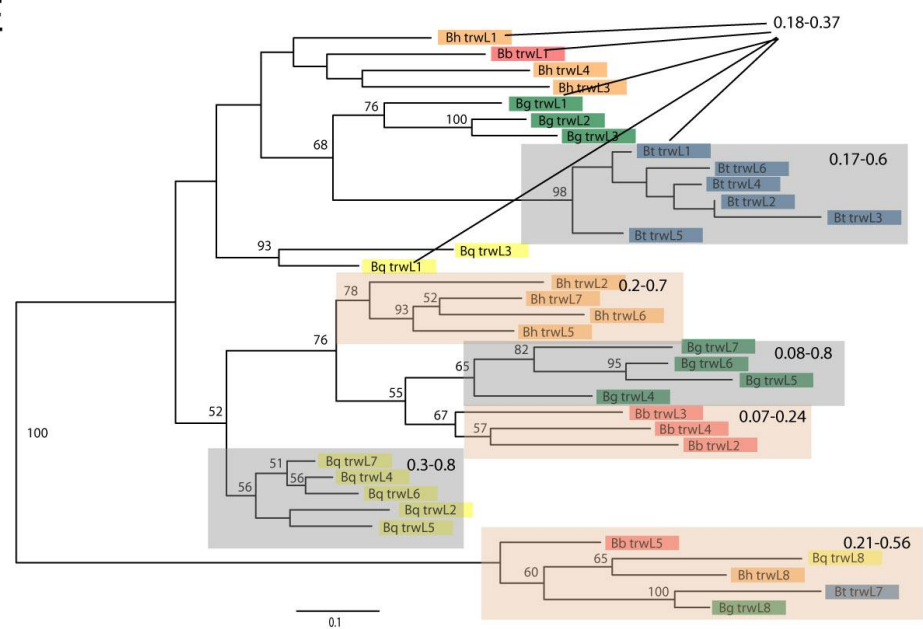 0.18-0.37
Bh trwL1
Bb trwL1
Bh trwL4
Bh trwL3
76
Bg trwL1
100
Bg trwL2
68
Bg trwL3
Bt trwL1
0.17-0.6
Bt trwL6
98
Bt trwL4
Bt trwL2
Bt trwL3
Bt trwL5
93
Bq trwL3
Bq trwL1
78
Bh trwL2
0.2-0.7
52
Bh trwL7
93
Bh trwL6
Bh trwL5
76
82
Bg trwL7
0.08-0.8
65
95
Bg trwL6
Bg trwL5
55
Bg trwL4
52
67
Bb trwL3
0.07-0.24
57
Bb trwL4
Bb trwL2
100
51
Bq trwL7
0.3-0.8
56
56
Bq trwL4
Bq trwL6
Bq trwL2
Bq trwL5
Bb trwL5
0.21-0.56
65
Bq trwL8
60
Bh trwL8
100
Bt trwL7
Bg trwL8
0.1